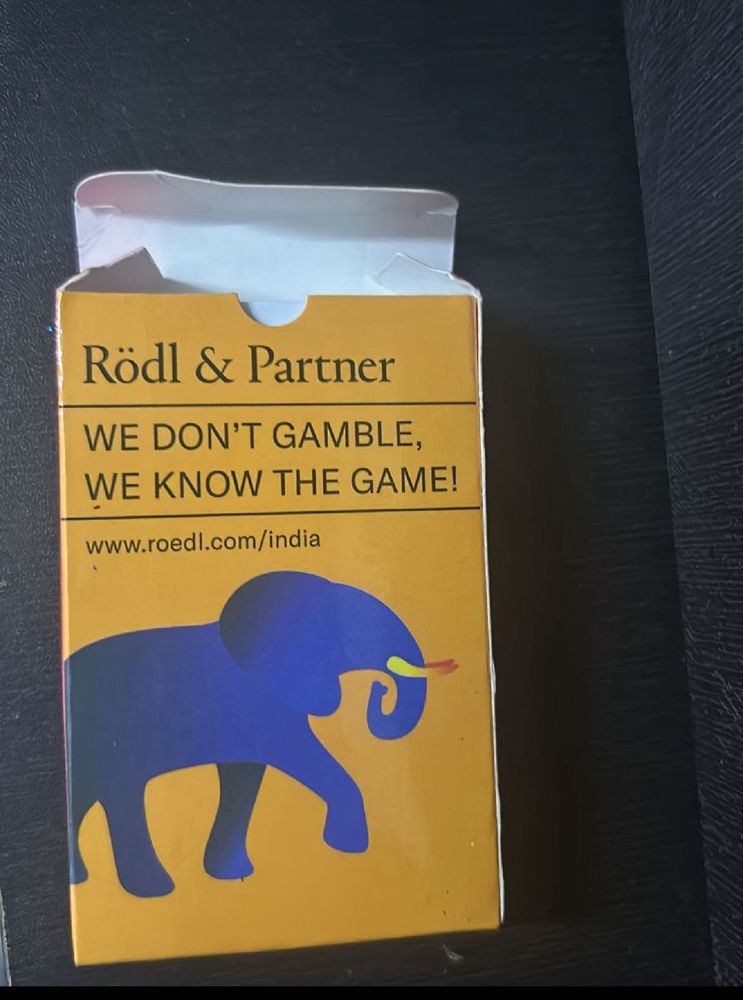 Rödl & Partner
WE DON'T GAMBLE,
WE KNOW THE GAME!
www.roedl.com/india